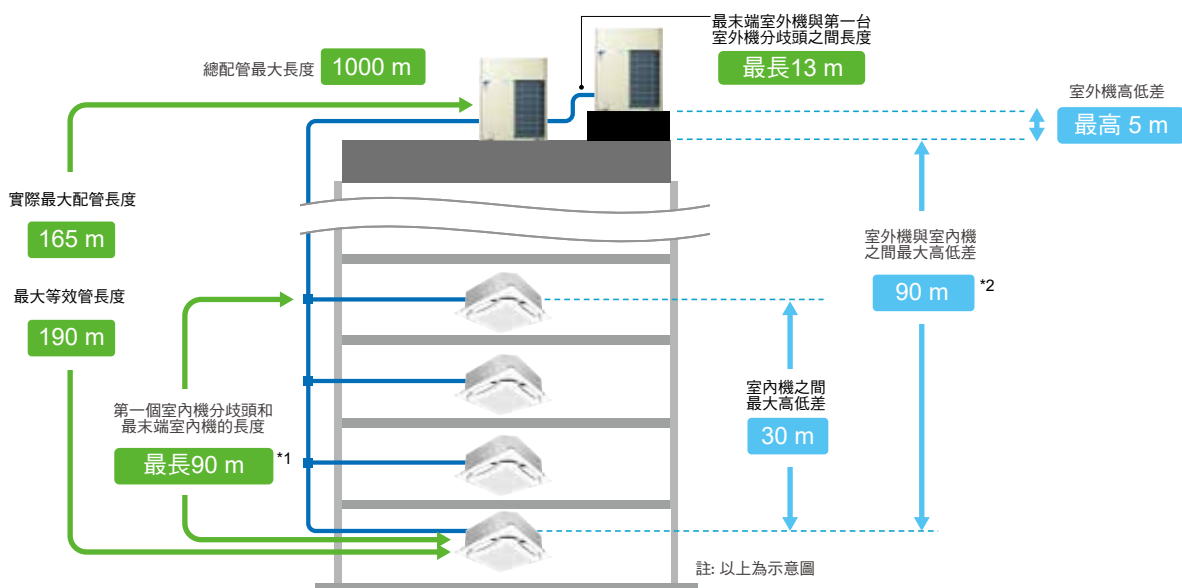 最末端室外機與第一台
室外機分歧頭之間長度
最長13 m
總配管最大長度 1000 m
室外機高低差
最高 5 m
實際最大配管長度
165 m
室外機與室內機
之間最大高低差
90 m *2
最大等效管長度
190 m
室內機之間
最大高低差
30 m
第一個室內機分歧頭和
最末端室內機的長度
最長90 m *1
註: 以上為示意圖